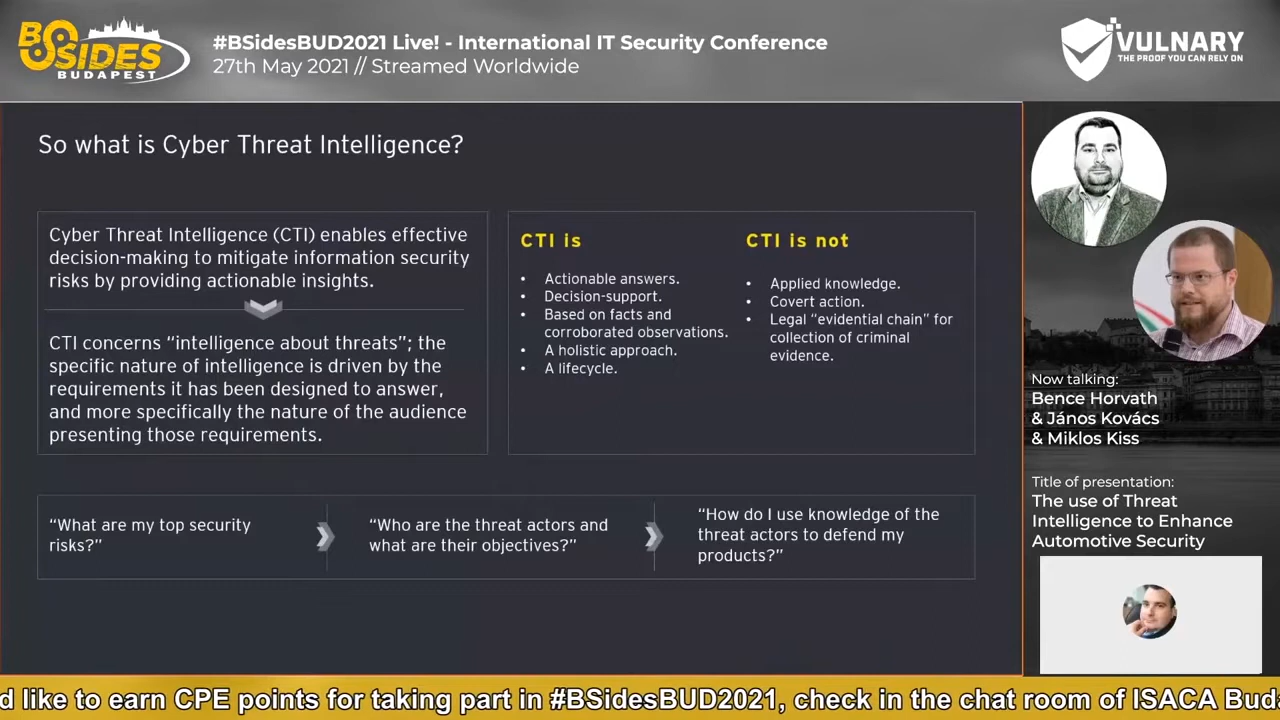 BSIDES
BUDAPEST
#BSidesBUD2021 Live! - International IT Security Conference
27th May 2021 // Streamed Worldwide
VULNARY
THE PROOF YOU CAN RELY ON
So what is Cyber Threat Intelligence?
Cyber Threat Intelligence (CTI) enables effective
decision-making to mitigate information security
risks by providing actionable insights.
CTI concerns “intelligence about threats”; the
specific nature of intelligence is driven by the
requirements it has been designed to answer,
and more specifically the nature of the audience
presenting those requirements.
CTI is
• Actionable answers.
• Decision-support.
• Based on facts and
corroborated observations.
• A holistic approach.
• A lifecycle.
CTI is not
• Applied knowledge.
• Covert action.
• Legal “evidential chain” for
collection of criminal
evidence.
“What are my top security
risks?”
“Who are the threat actors and
what are their objectives?”
“How do I use knowledge of the
threat actors to defend my
products?”
Now talking:
Bence Horvath
& János Kovács
& Miklos Kiss
Title of presentation:
The use of Threat
Intelligence to Enhance
Automotive Security
d like to earn CPE points for taking part in #BSidesBUD2021, check in the chat room of ISACA Bud